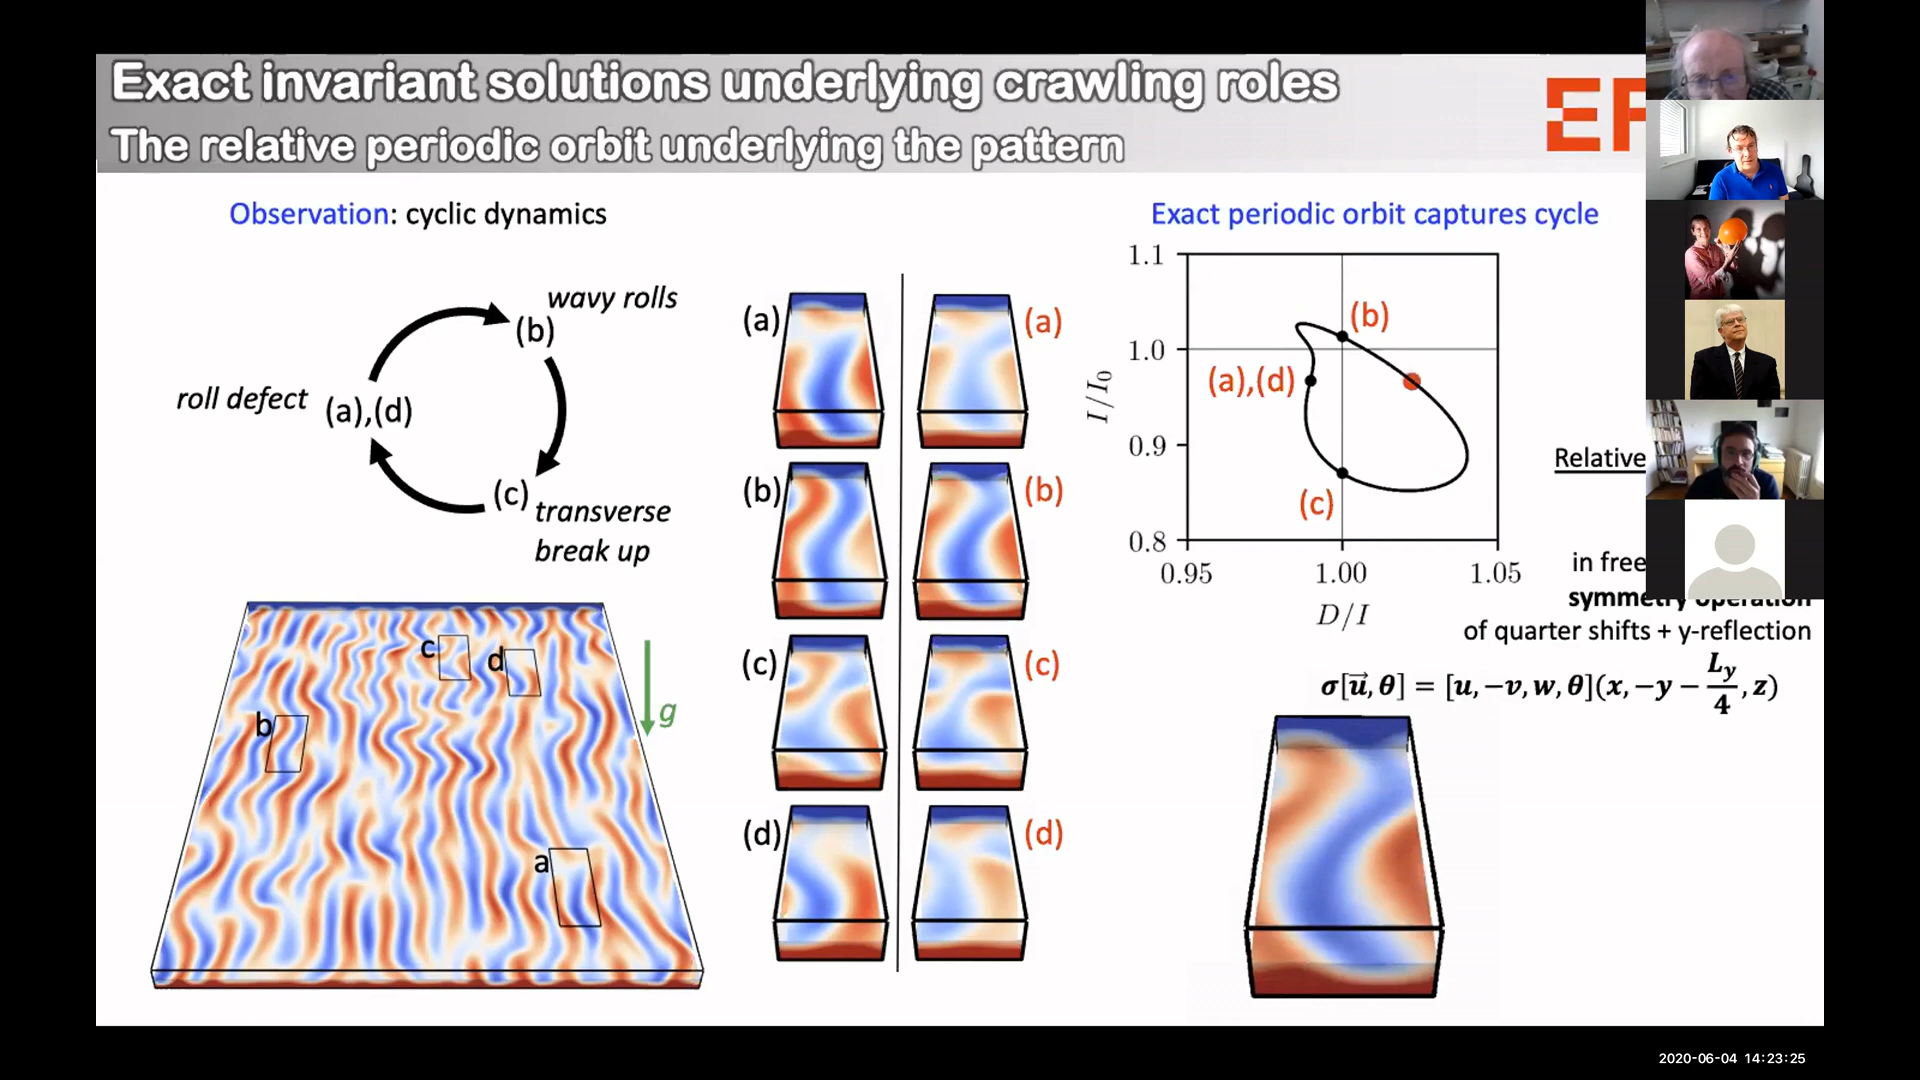 Exact invariant solutions underlying crawling roles
The relative periodic orbit underlying the pattern
Observation: cyclic dynamics
wavy rolls
(b)
roll defect (a),(d)
(c) transverse
break up
c
d
b
a
g
(a)
(a)
(b)
(b)
(c)
(c)
(d)
(d)
Exact periodic orbit captures cycle
1.1
1.0
0.9
0.8
I/I₀
(b)
(a),(d)
(c)
0.95 1.00 1.05
D/I
Relative
in free
symmetry operation
of quarter shifts + y-reflection
σ[u⃗, θ] = [u, −v, w, θ](x, −y − L_y/4, z)
2020-06-04 14:23:25